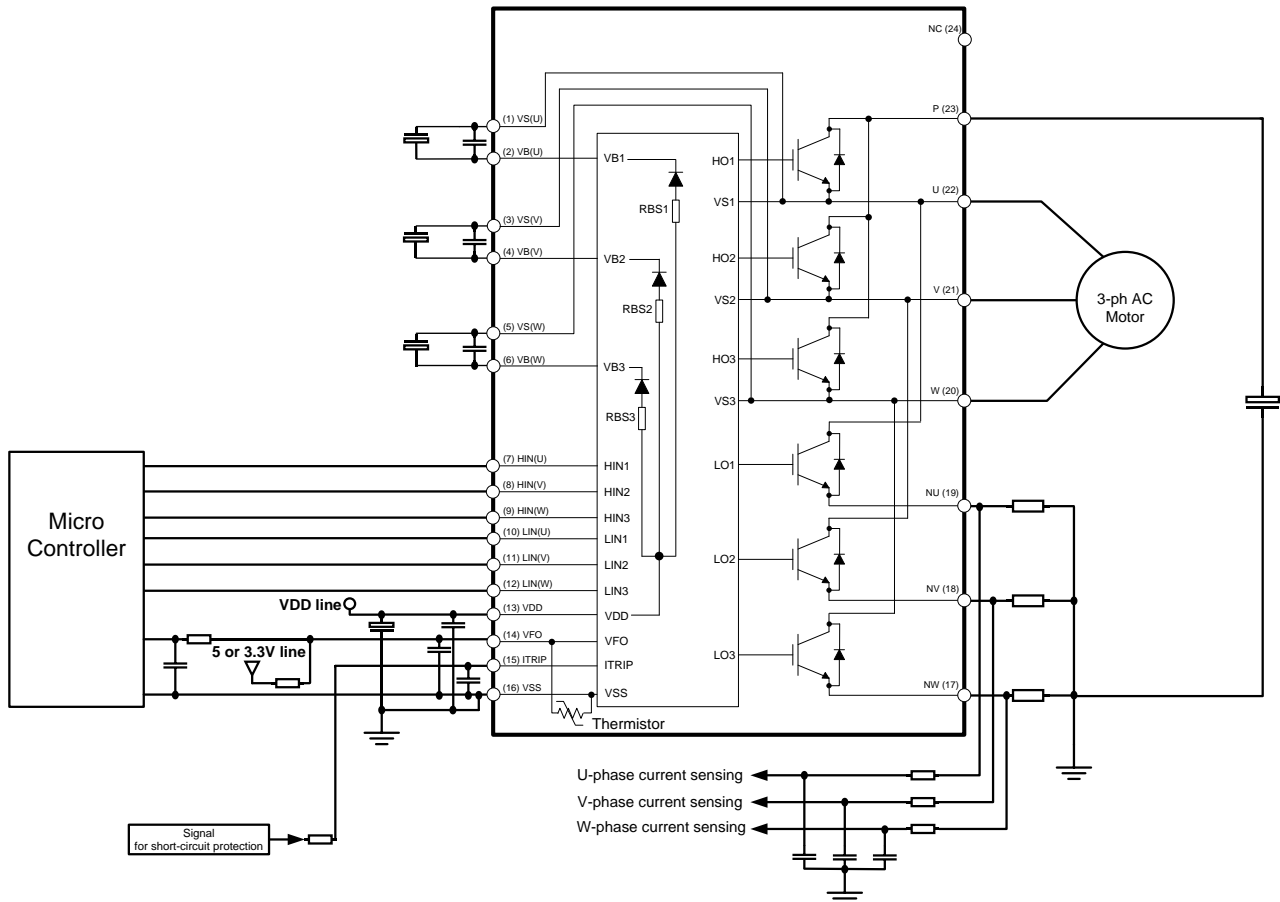 NC (24)
P (23)
(1) VS(U)
(2) VB(U)
VB1
HO1
RBS1
VS1
U (22)
(3) VS(V)
(4) VB(V)
VB2
HO2
RBS2
VS2
V (21)
3-ph AC
Motor
(5) VS(W)
(6) VB(W)
VB3
HO3
RBS3
VS3
W (20)
Micro
Controller
(7) HIN(U)
HIN1
LO1
(8) HIN(V)
HIN2
(9) HIN(W)
HIN3
NU (19)
(10) LIN(U)
LIN1
(11) LIN(V)
LIN2
LO2
(12) LIN(W)
LIN3
NV (18)
VDD line
(13) VDD
VDD
(14) VFO
VFO
5 or 3.3V line
(15) ITRIP
ITRIP
LO3
(16) VSS
VSS
NW (17)
Thermistor
U-phase current sensing
V-phase current sensing
W-phase current sensing
Signal
for short-circuit protection